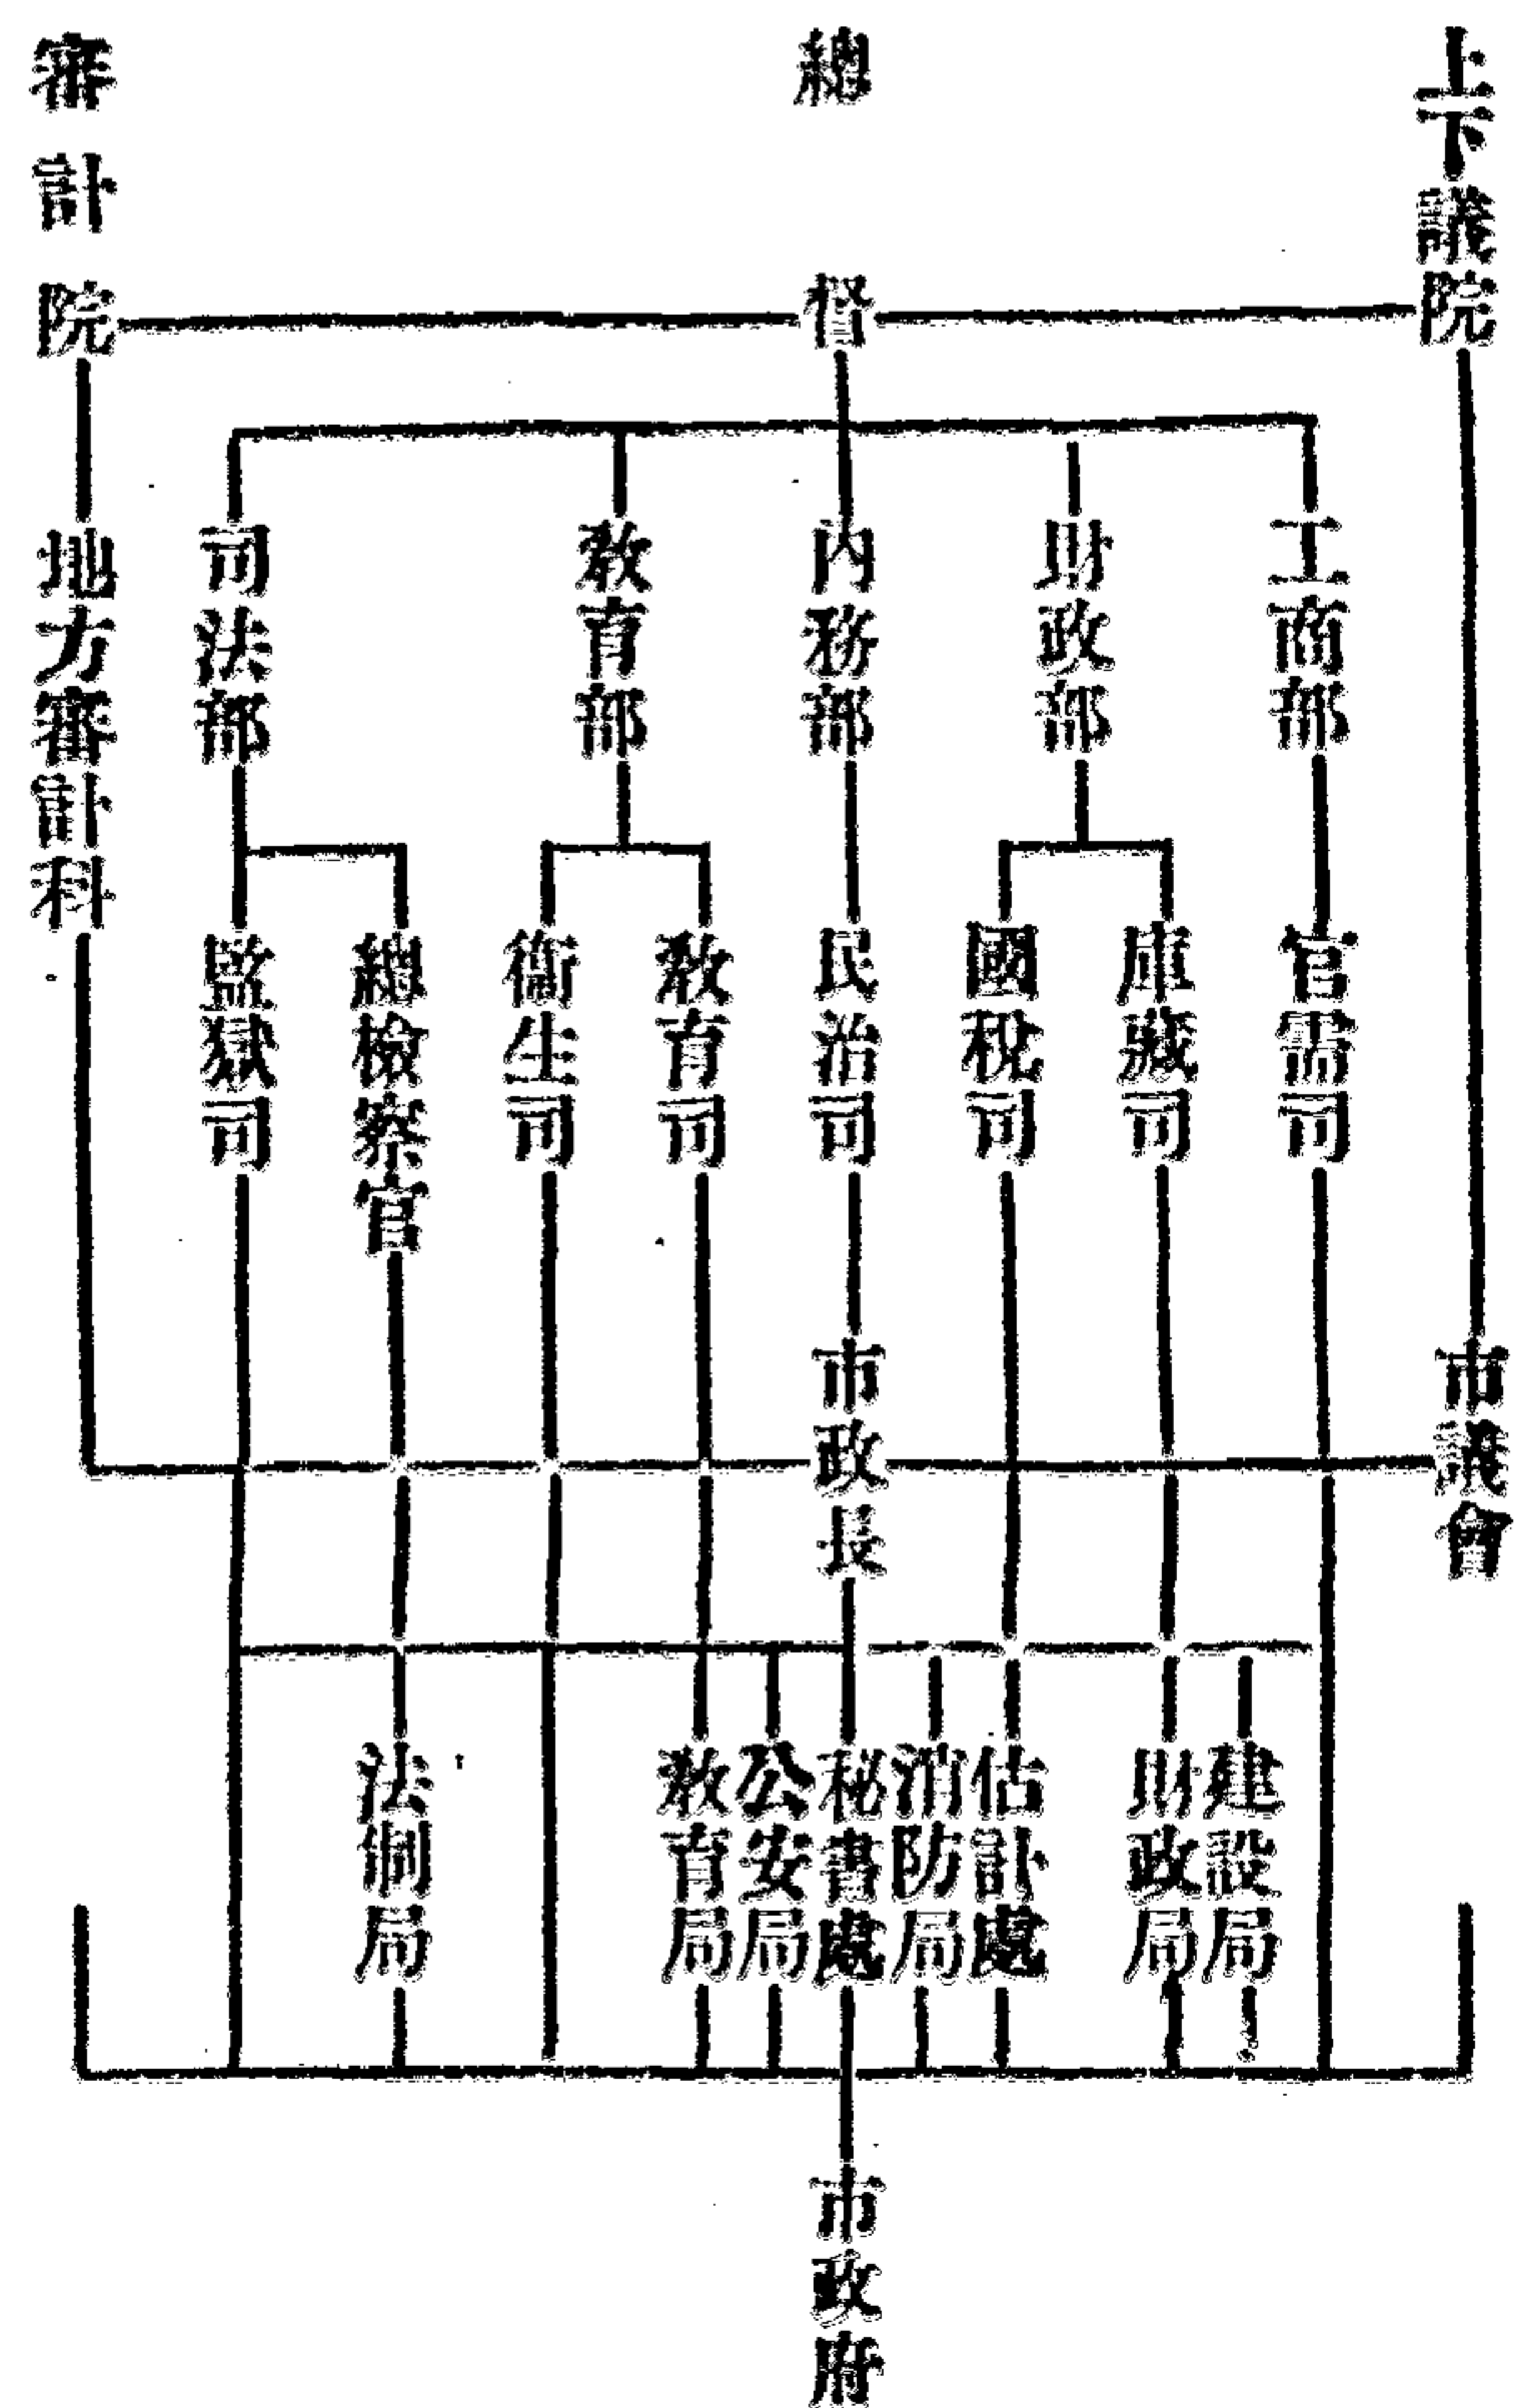 上下議院
總督
審計院
工商部
財政部
內務部
敎育部
司法部
地方審計科
官需司
庫藏司
國稅司
民治司
敎育司
衞生司
總檢察官
監獄司
市議會
市政長
建設局
財政局
估計處
消防局
秘書處
公安局
敎育局
法制局
市政府